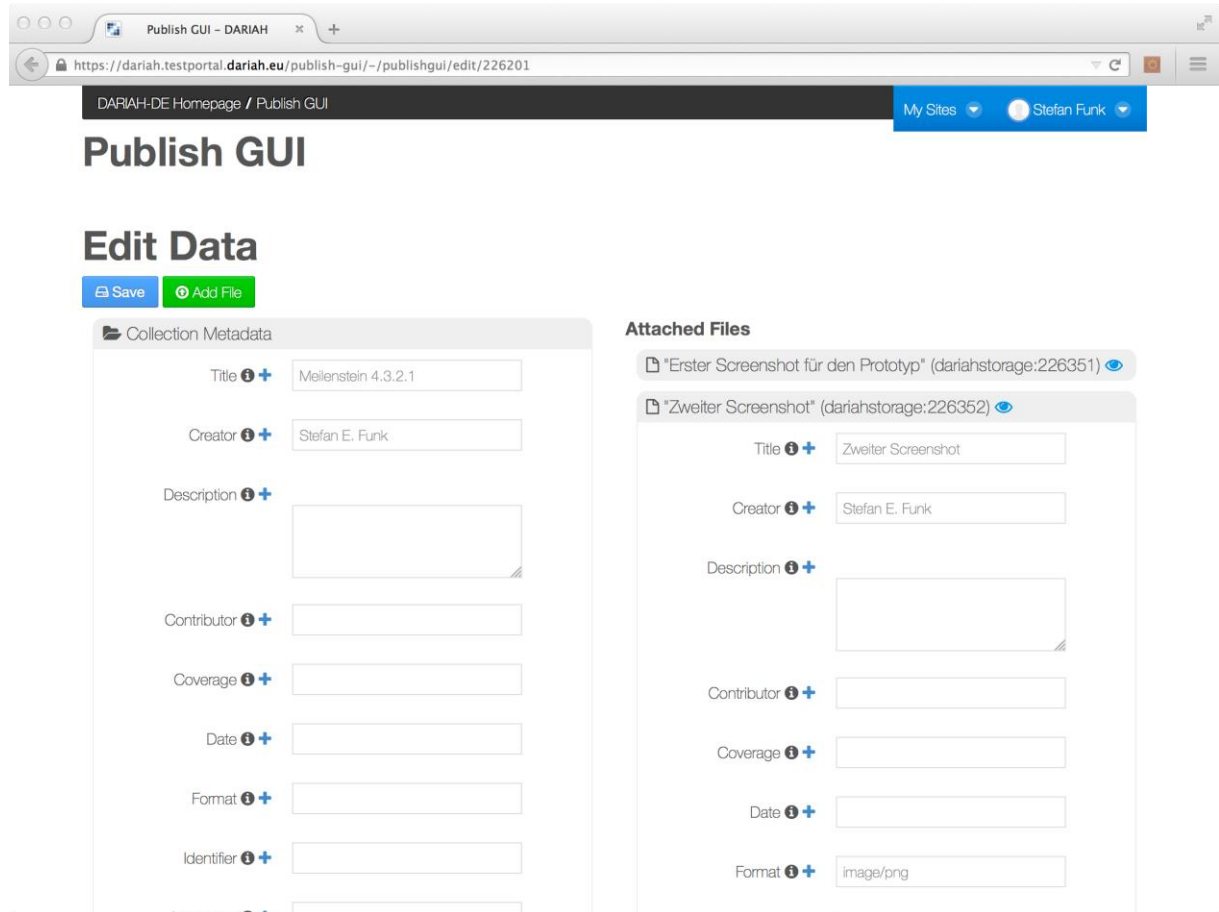 Publish GUI – DARIAH
https://dariah.testportal.dariah.eu/publish-gui/-/publishgui/edit/226201
DARIAH-DE Homepage / Publish GUI
My Sites
Stefan Funk
Publish GUI
Edit Data
Save
Add File
Collection Metadata
Title
Meilenstein 4.3.2.1
Creator
Stefan E. Funk
Description
Contributor
Coverage
Date
Format
Identifier
Attached Files
"Erster Screenshot für den Prototyp" (dariahstorage:226351)
"Zweiter Screenshot" (dariahstorage:226352)
Title
Zweiter Screenshot
Creator
Stefan E. Funk
Description
Contributor
Coverage
Date
Format
image/png